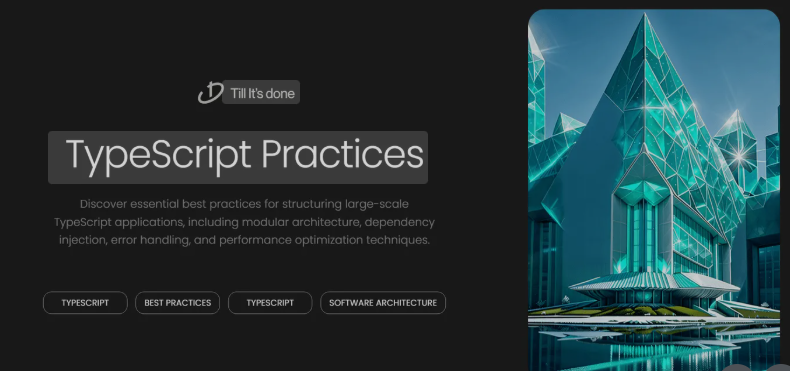 Till It's done
TypeScript Practices
Discover essential best practices for structuring large-scale
TypeScript applications, including modular architecture, dependency
injection, error handling, and performance optimization techniques.
TYPESCRIPT
BEST PRACTICES
TYPESCRIPT
SOFTWARE ARCHITECTURE